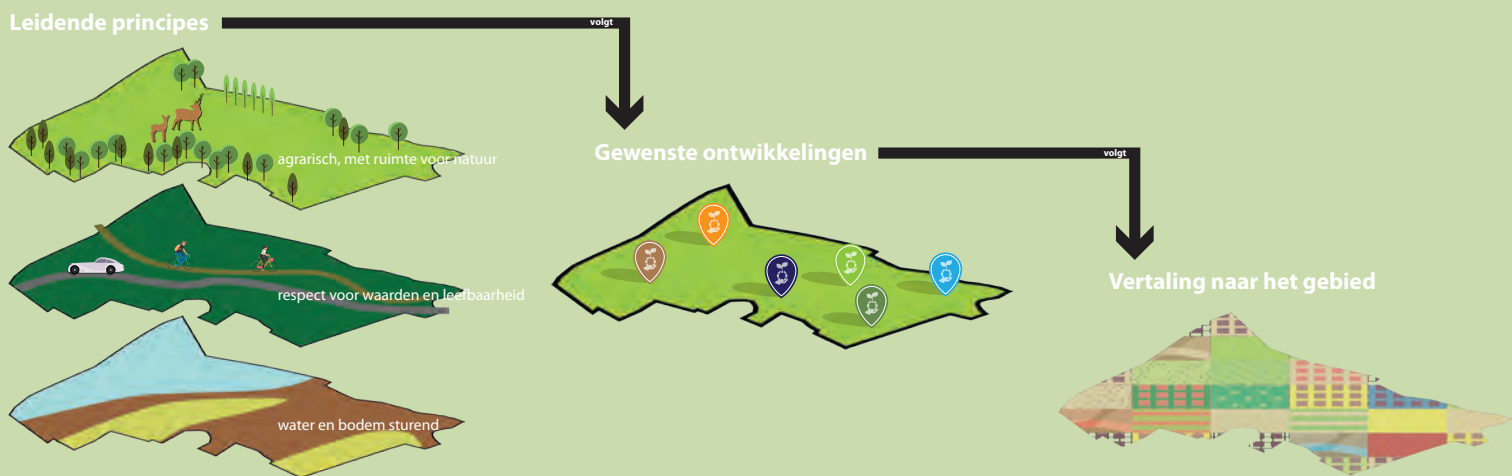 Leidende principes
volgt
agrarisch, met ruimte voor natuur
respect voor waarden en leefbaarheid
water en bodem sturend
Gewenste ontwikkelingen
volgt
Vertaling naar het gebied